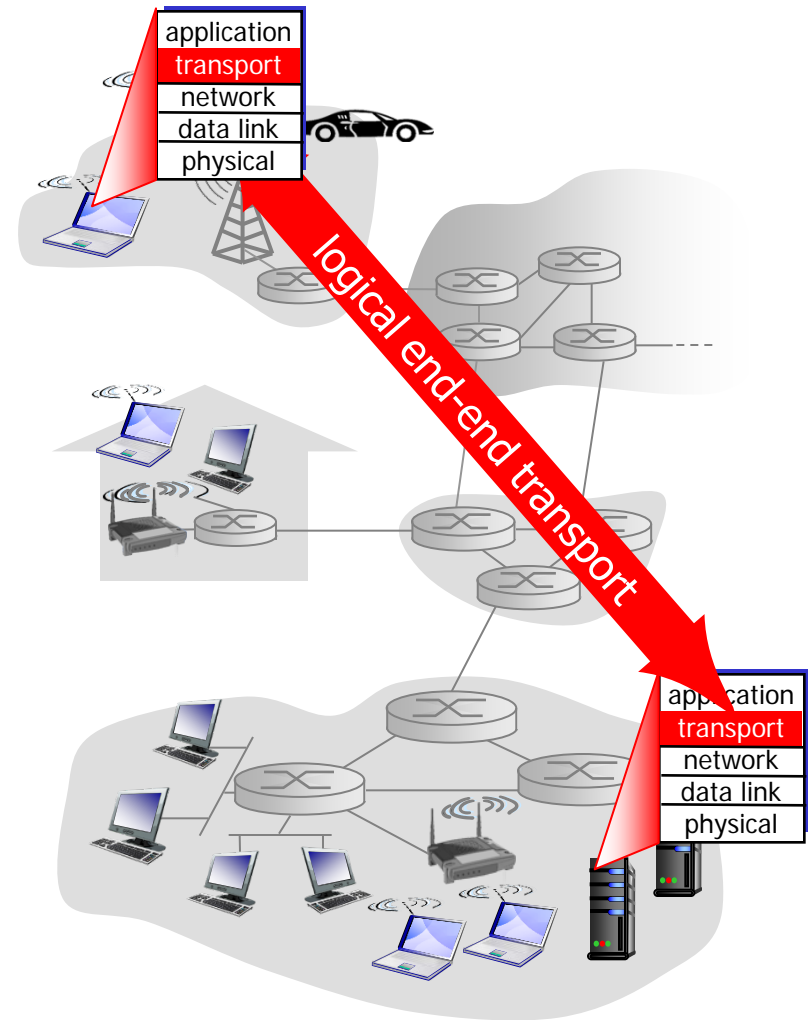 application
transport
network
data link
physical
logical end-end transport
application
transport
network
data link
physical